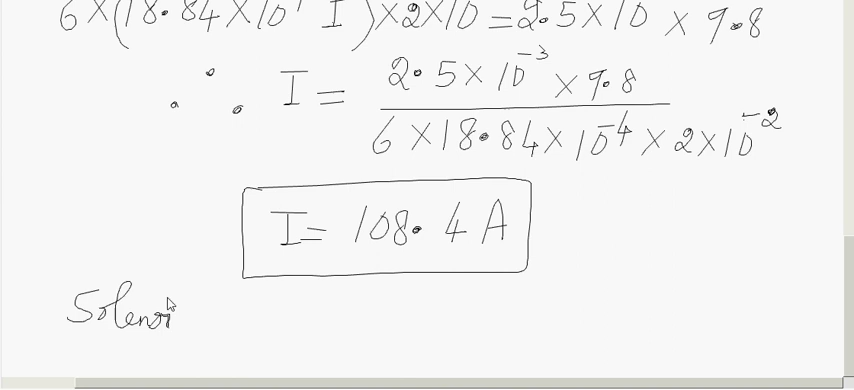 6×(18.84×10 I)×2×10 = 2.5×10 × 9.8
∴ I = 2.5×10⁻³ × 9.8
6×18.84×10⁻⁴×2×10⁻²
I = 108.4 A
Solenoi